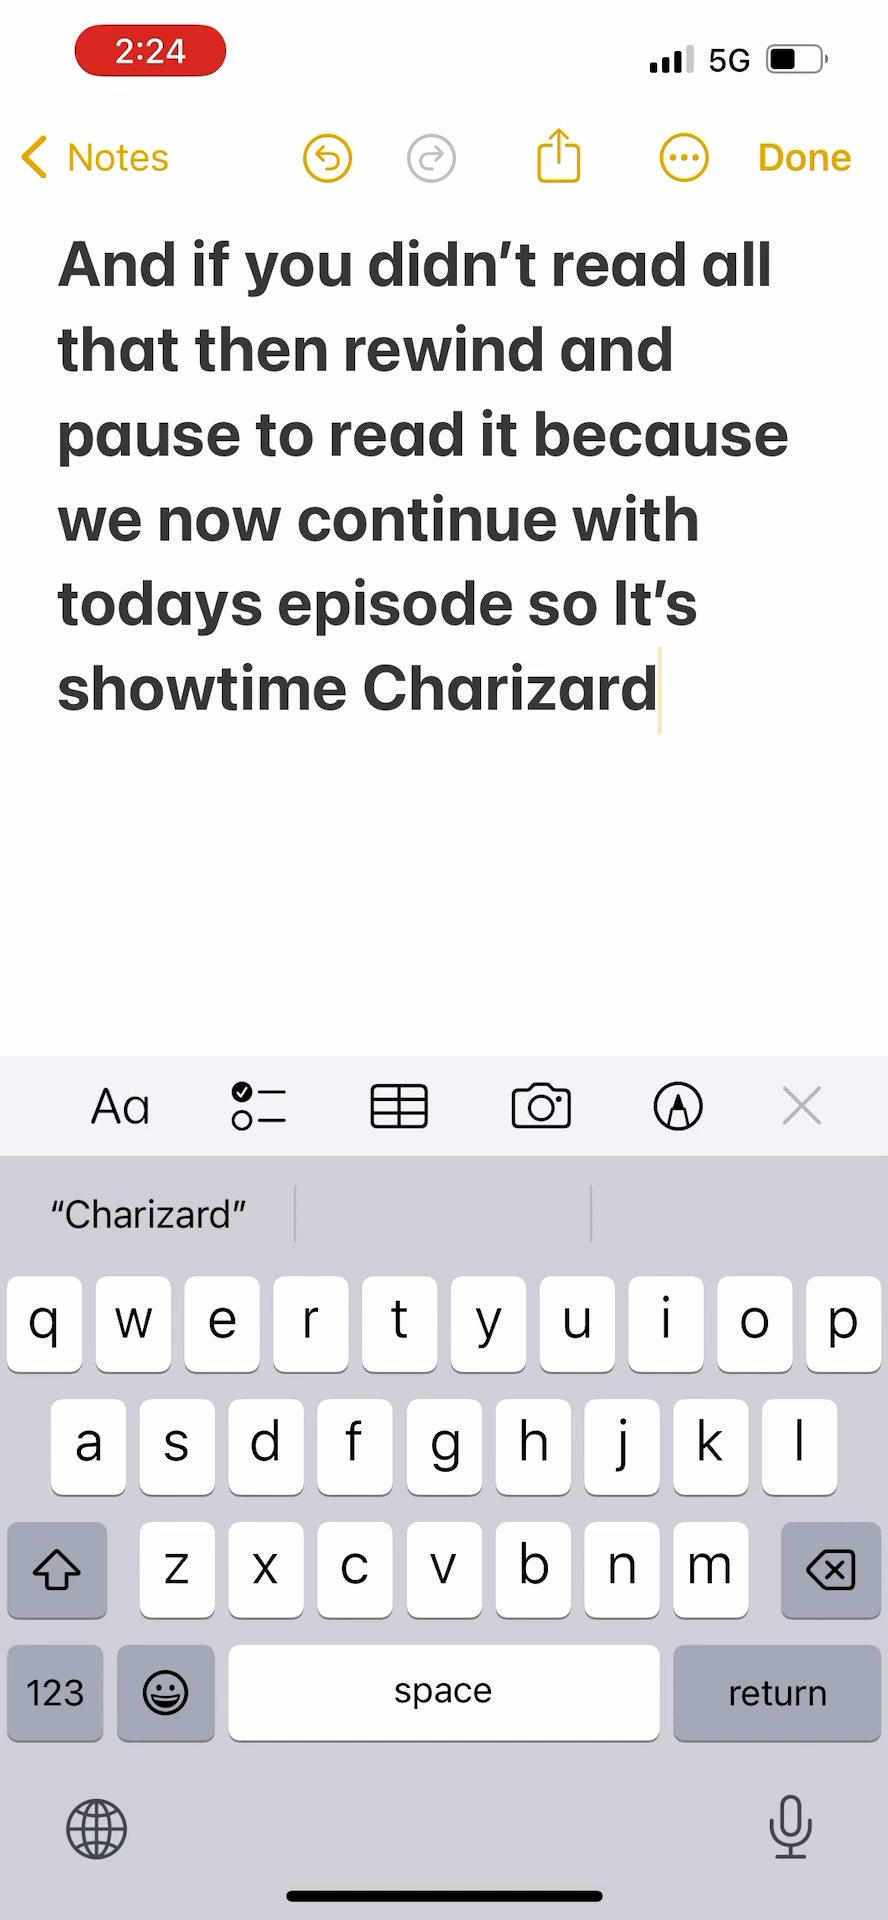 2:24 5G
Notes Done
And if you didn’t read all
that then rewind and
pause to read it because
we now continue with
todays episode so It’s
showtime Charizard
Aa
“Charizard”
q w e r t y u i o p
a s d f g h j k l
z x c v b n m
123 space return